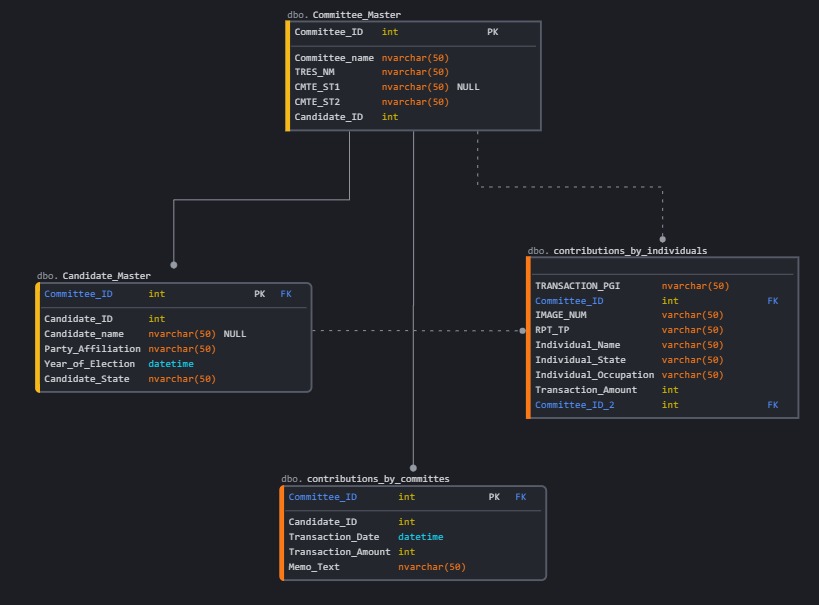 dbo. Committee_Master
Committee_ID int PK
Committee_name nvarchar(50)
TRES_NM nvarchar(50)
CMTE_ST1 nvarchar(50) NULL
CMTE_ST2 nvarchar(50)
Candidate_ID int
dbo. contributions_by_individuals
TRANSACTION_PGI nvarchar(50)
Committee_ID int FK
IMAGE_NUM varchar(50)
RPT_TP varchar(50)
Individual_Name varchar(50)
Individual_State varchar(50)
Individual_Occupation varchar(50)
Transaction_Amount int
Committee_ID_2 int FK
dbo. Candidate_Master
Committee_ID int PK FK
Candidate_ID int
Candidate_name nvarchar(50) NULL
Party_Affiliation nvarchar(50)
Year_of_Election datetime
Candidate_State nvarchar(50)
dbo. contributions_by_committes
Committee_ID int PK FK
Candidate_ID int
Transaction_Date datetime
Transaction_Amount int
Memo_Text nvarchar(50)